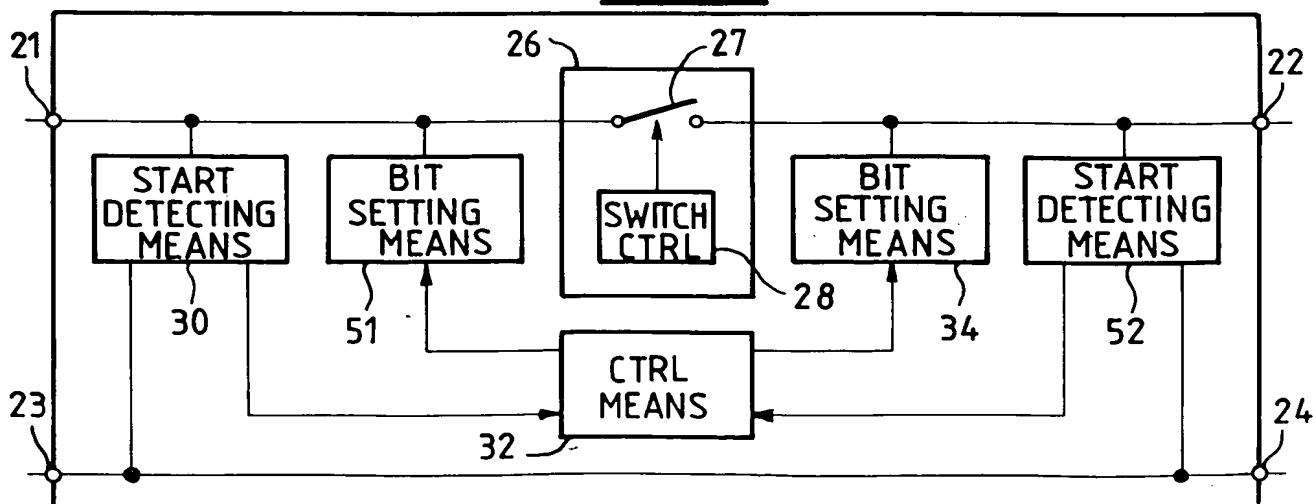 26
27
21
22
START
DETECTING
MEANS
BIT
SETTING
MEANS
SWITCH
CTRL
BIT
SETTING
MEANS
START
DETECTING
MEANS
30
51
28
34
52
CTRL
MEANS
23
32
24